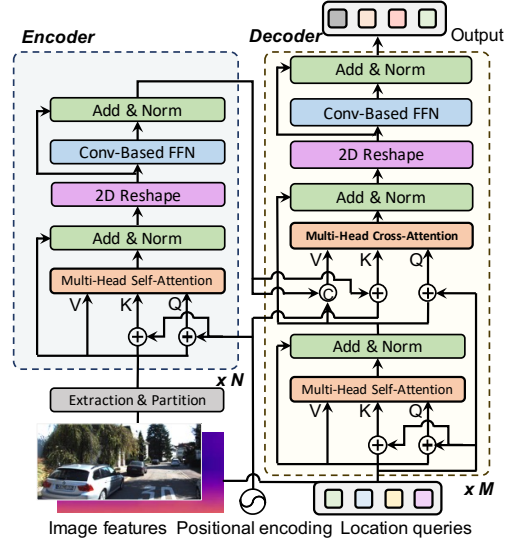 Encoder
Decoder
Output
Add & Norm
Conv-Based FFN
2D Reshape
Add & Norm
Multi-Head Self-Attention
V
K
Q
x N
Extraction & Partition
Add & Norm
Conv-Based FFN
2D Reshape
Add & Norm
Multi-Head Cross-Attention
V
K
Q
C
Add & Norm
Multi-Head Self-Attention
V
K
Q
x M
Image features Positional encoding Location queries